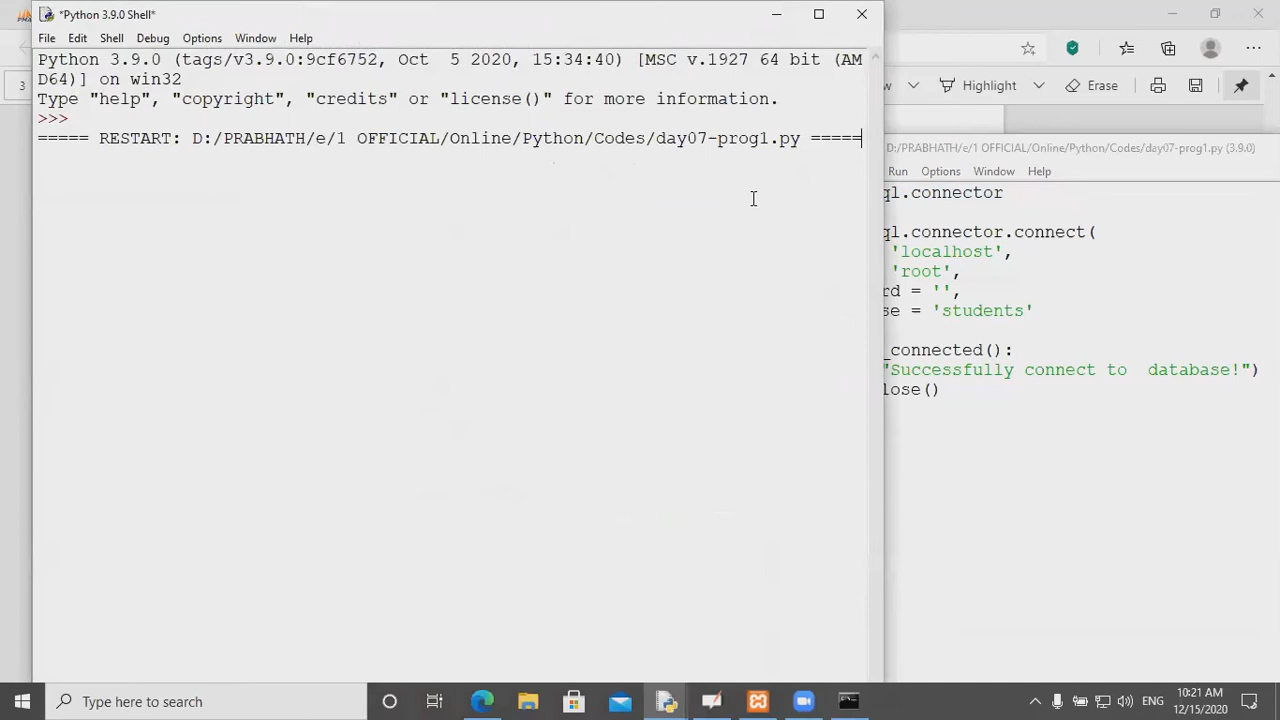 *Python 3.9.0 Shell*
File Edit Shell Debug Options Window Help
Python 3.9.0 (tags/v3.9.0:9cf6752, Oct  5 2020, 15:34:40) [MSC v.1927 64 bit (AM
D64)] on win32
Type "help", "copyright", "credits" or "license()" for more information.
>>>
===== RESTART: D:/PRABHATH/e/1 OFFICIAL/Online/Python/Codes/day07-prog1.py =====
3
Highlight
Erase
D:/PRABHATH/e/1 OFFICIAL/Online/Python/Codes/day07-prog1.py (3.9.0)
Run Options Window Help
ql.connector
ql.connector.connect(
'localhost',
'root',
rd = '',
se = 'students'
_connected():
"Successfully connect to  database!")
lose()
Type here to search
ENG
10:21 AM
12/15/2020